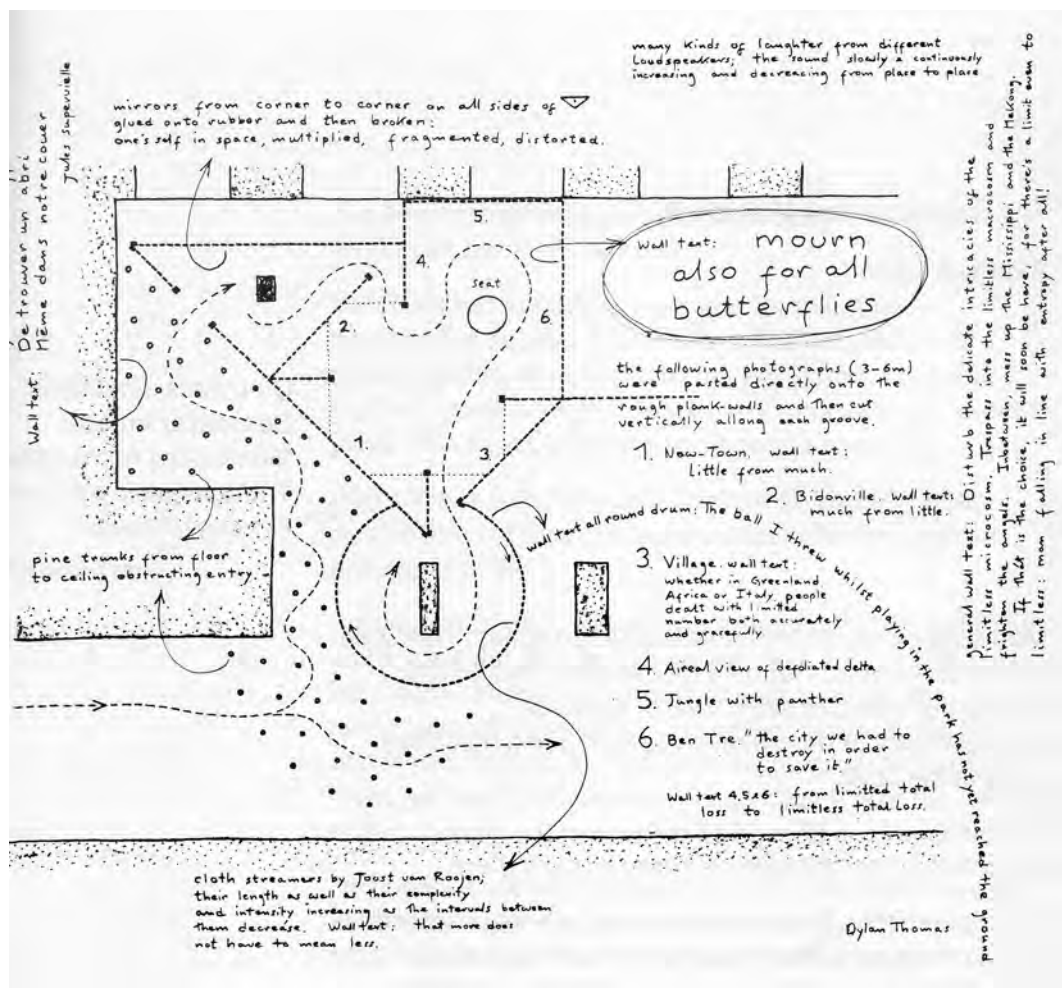 many kinds of laughter from different
Loudspeakers; the sound slowly & continuously
increasing and decreacing from place to place
mirrors from corner to corner on all sides of
glued onto rubber and then broken:
one's self in space, multiplied, fragmented, distorted.
Wall text: De trouver un abri
Même dans notre coeur
Jules Supervielle
5.
4.
seat
6.
2.
1.
3.
Wall text: mourn
also for all
butterflies
the following photographs (3-6m)
were pasted directly onto the
rough plank-walls and then cut
vertically allong each groove.
1. New-Town, wall text:
Little from much.
2. Bidonville. Wall text:
much from little.
3. Village. wall text:
whether in Greenland,
Africa or Italy, people
dealt with limited
number both accurately
and gracefully
4. Aireal view of defoliated delta
5. Jungle with panther
6. Ben Tre. "the city we had to
destroy in order
to save it."
Wall text 4,5&6: from limitted total
loss to limitless total Loss.
wall text all round drum: The ball I threw whilst playing in the park has not yet reached the ground
Dylan Thomas
pine trunks from floor
to ceiling obstructing entry
cloth streamers by Joost van Roojen;
their length as well as their complexity
and intensity increasing as the intervals between
them decrease. Wall text: that more does
not have to mean less.
general wall text: Disturb the delicate intricacies of the
limitless microcosm, Trespass into the limitless macrocosm and
frighten the angels. Inbetween mess up the Mississippi and the Mekong.
If that is the choice it will soon be have, for there's a limit even to
limitless: man falling in line with entropy after all!